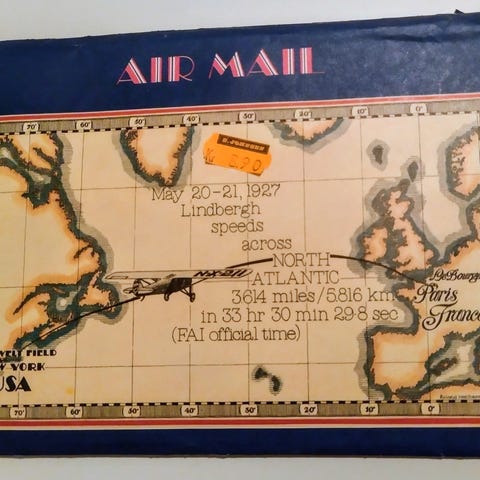 AIR MAIL
70° 60° 50° 40° 30° 20° 10° 0°
May 20-21, 1927
Lindbergh
speeds
across
NORTH
ATLANTIC
3614 miles/5816 km
in 33 hr 30 min 29·8 sec
(FAI official time)
NX-211
Paris
France
FIELD
YORK
USA
70° 60° 50° 40° 30° 20° 10° 0°